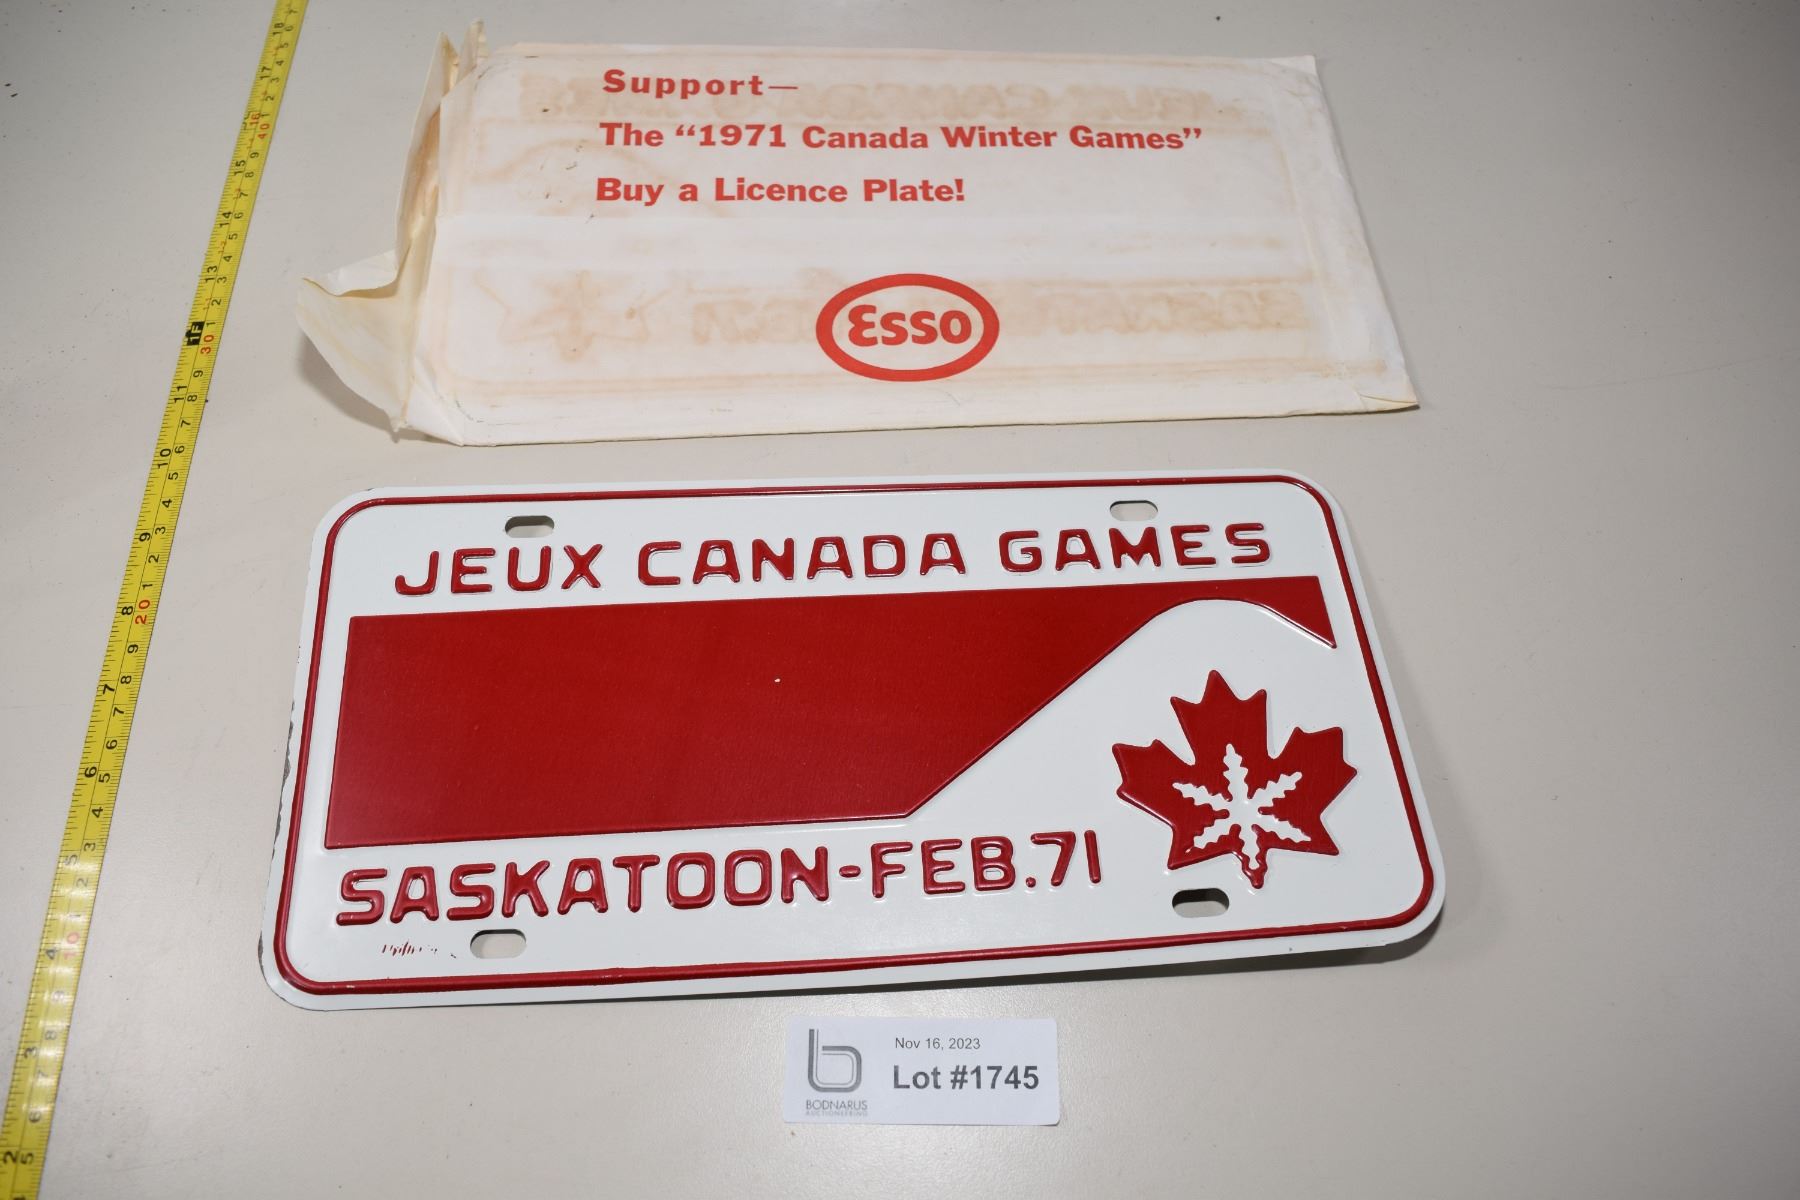 Support—
The “1971 Canada Winter Games”
Buy a Licence Plate!
Esso
JEUX CANADA GAMES
SASKATOON-FEB.71
Nov 16, 2023
Lot #1745
BODNARUS
AUCTIONEERING